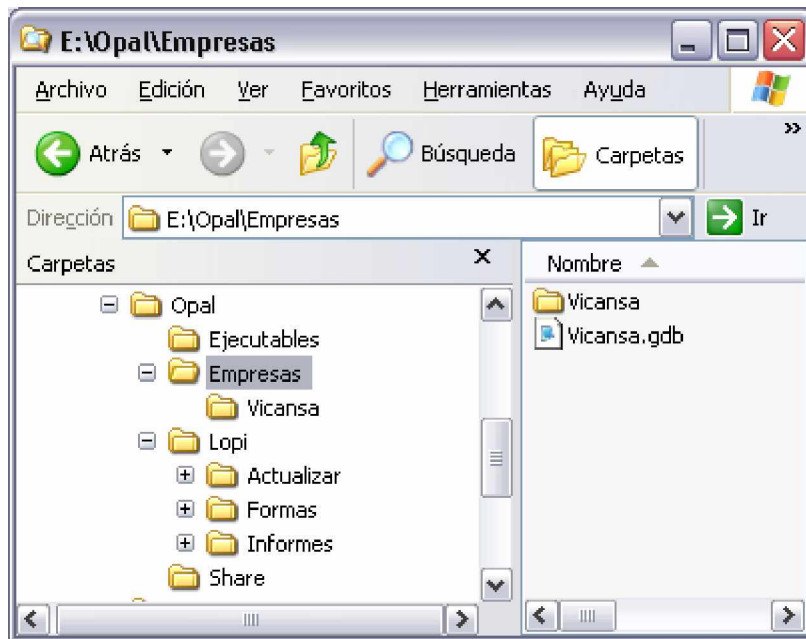 E:\Opal\Empresas
Archivo Edición Ver Favoritos Herramientas Ayuda
Atrás Búsqueda Carpetas »
Dirección E:\Opal\Empresas Ir
Carpetas
Opal
Ejecutables
Empresas
Vicansa
Lopi
Actualizar
Formas
Informes
Share
Nombre
Vicansa
Vicansa.gdb